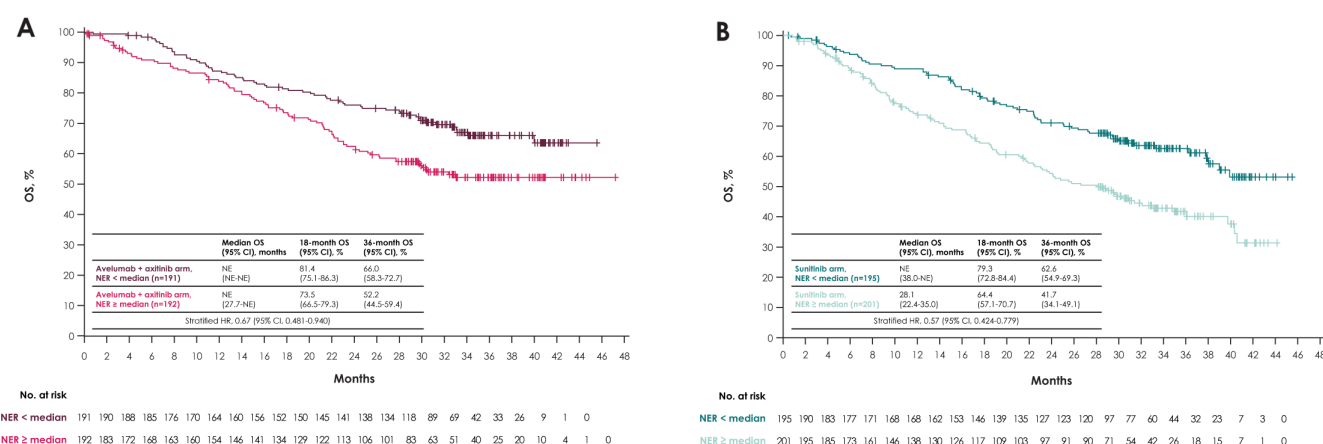 A
OS, %
100
90
80
70
60
50
40
30
20
10
0
Median OS (95% CI), months
18-month OS (95% CI), %
36-month OS (95% CI), %
Avelumab + axitinib arm, NER < median (n=191)
NE (NE-NE)
81.4 (75.1-86.3)
66.0 (58.3-72.7)
Avelumab + axitinib arm, NER ≥ median (n=192)
NE (27.7-NE)
73.5 (66.5-79.3)
52.2 (44.5-59.4)
Stratified HR, 0.67 (95% CI, 0.481-0.940)
0 2 4 6 8 10 12 14 16 18 20 22 24 26 28 30 32 34 36 38 40 42 44 46 48
Months
No. at risk
NER < median 191 190 188 185 176 170 164 160 156 152 150 145 141 138 134 118 89 69 42 33 26 9 1 0
NER ≥ median 192 183 172 168 163 160 154 146 141 134 129 122 113 106 101 83 63 51 40 25 20 10 4 1 0
B
OS, %
100
90
80
70
60
50
40
30
20
10
0
Median OS (95% CI), months
18-month OS (95% CI), %
36-month OS (95% CI), %
Sunitinib arm, NER < median (n=195)
NE (38.0-NE)
79.3 (72.8-84.4)
62.6 (54.9-69.3)
Sunitinib arm, NER ≥ median (n=201)
28.1 (22.4-35.0)
64.4 (57.1-70.7)
41.7 (34.1-49.1)
Stratified HR, 0.57 (95% CI, 0.424-0.779)
0 2 4 6 8 10 12 14 16 18 20 22 24 26 28 30 32 34 36 38 40 42 44 46 48
Months
No. at risk
NER < median 195 190 183 177 171 168 168 162 153 146 139 135 127 123 120 97 77 60 44 32 23 7 3 0
NER ≥ median 201 195 185 173 161 146 138 130 126 117 109 103 97 91 90 71 54 42 26 18 15 2 1 0